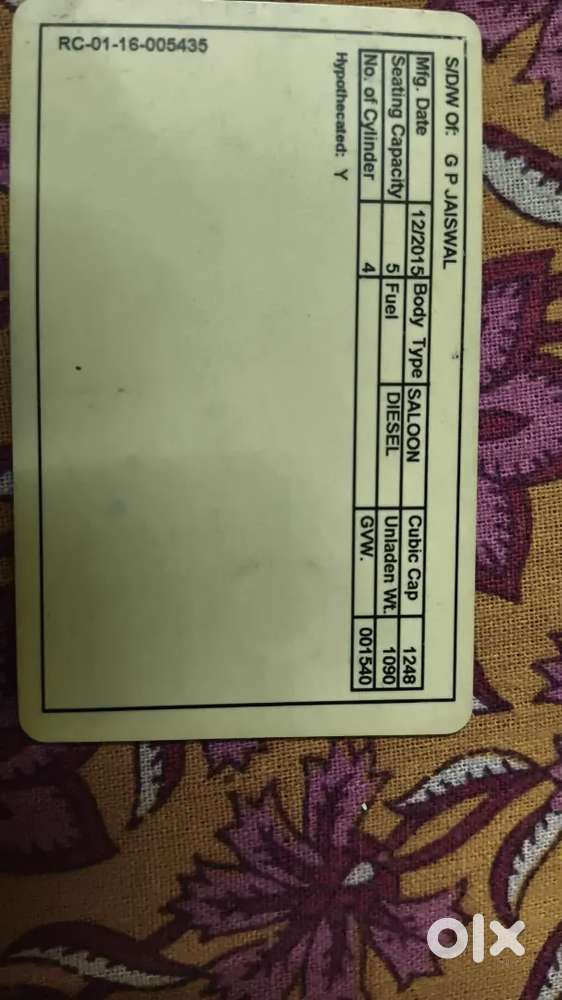 S/D/W Of: G P JAISWAL
Mfg. Date 12/2015 Body Type SALOON Cubic Cap 1248
Seating Capacity 5 Fuel DIESEL Unladen Wt. 1090
No. of Cylinder 4 GVW. 001540
Hypothecated: Y
RC-01-16-005435
olx